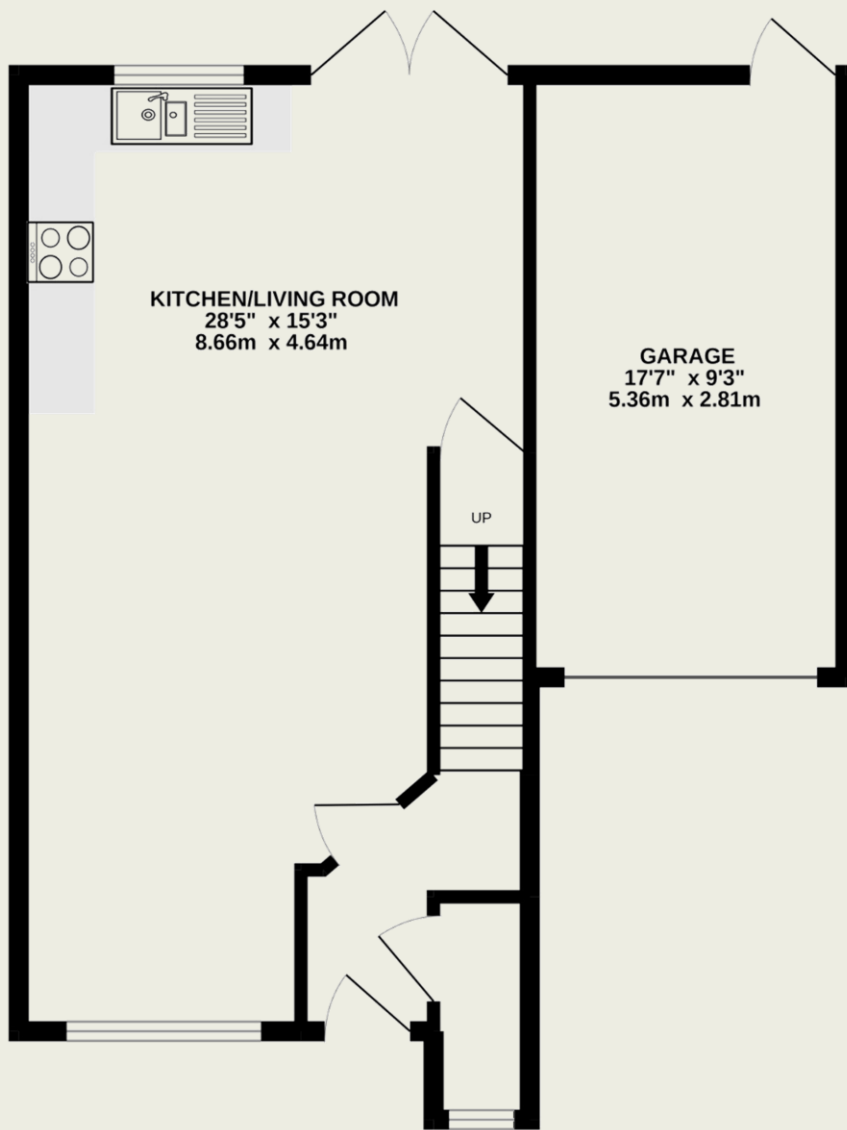 KITCHEN/LIVING ROOM
28'5" x 15'3"
8.66m x 4.64m
GARAGE
17'7" x 9'3"
5.36m x 2.81m
UP